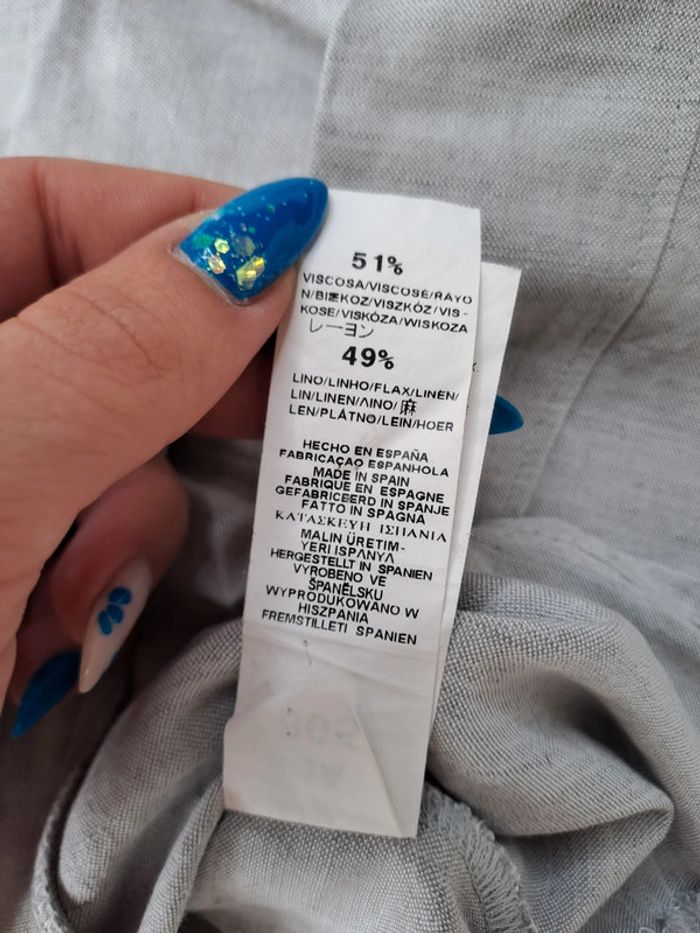 51%
VISCOSA/VISCOSE/RAYO
N/ΒΙΣΚΟΖ/VISZKÓZ/VIS-
KOSE/VISKÓZA/WISKOZA
レーヨン
49%
LINO/LINHO/FLAX/LINEN/
LIN/LINEN/ΛΙΝΟ/麻
LEN/PLÁTNO/LEIN/HOER
HECHO EN ESPAÑA
FABRICAÇAO ESPANHOLA
MADE IN SPAIN
FABRIQUE EN ESPAGNE
GEFABRICEERD IN SPANJE
FATTO IN SPAGNA
ΚΑΤΑΣΚΕΥΗ ΙΣΠΑΝΙΑ
MALIN ÜRETIM-
YERI ISPANYA
HERGESTELLT IN SPANIEN
VYROBENO VE
ŠPANĚLSKU
WYPRODUKOWANO W
HISZPANIA
FREMSTILLETI SPANIEN